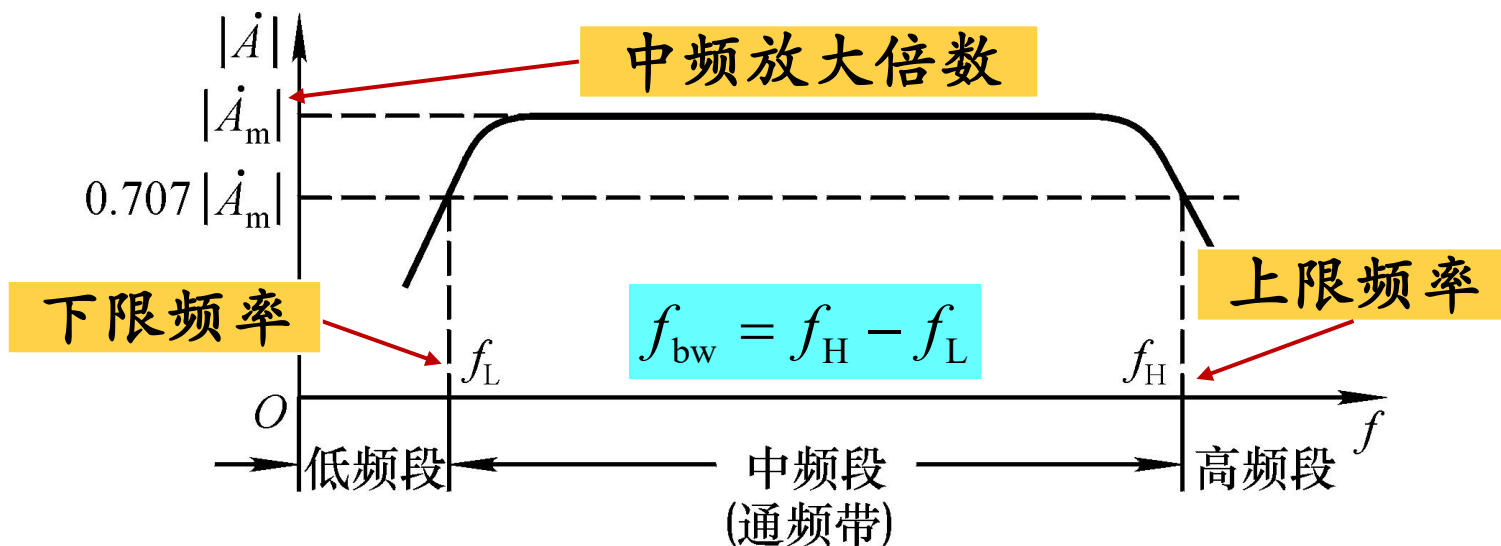 |Ȧ|
中频放大倍数
|Ȧm|
0.707|Ȧm|
下限频率
上限频率
fbw = fH − fL
fL
fH
O
f
低频段
中频段
高频段
(通频带)